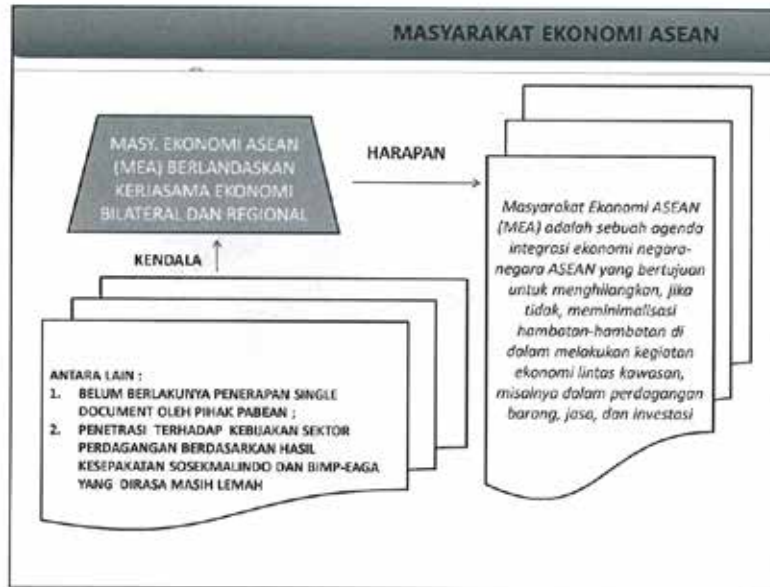 MASYARAKAT EKONOMI ASEAN
MASY. EKONOMI ASEAN
(MEA) BERLANDASKAN
KERJASAMA EKONOMI
BILATERAL DAN REGIONAL
HARAPAN
Masyarakat Ekonomi ASEAN
(MEA) adalah sebuah agenda
integrasi ekonomi negara-
negara ASEAN yang bertujuan
untuk menghilangkan, jika
tidak, meminimalisasi
hambatan-hambatan di
dalam melakukan kegiatan
ekonomi lintas kawasan,
misalnya dalam perdagangan
barang, jasa, dan investasi
KENDALA
ANTARA LAIN :
1. BELUM BERLAKUNYA PENERAPAN SINGLE
DOCUMENT OLEH PIHAK PABEAN ;
2. PENETRASI TERHADAP KEBIJAKAN SEKTOR
PERDAGANGAN BERDASARKAN HASIL
KESEPAKATAN SOSEKMALINDO DAN BIMP-EAGA
YANG DIRASA MASIH LEMAH